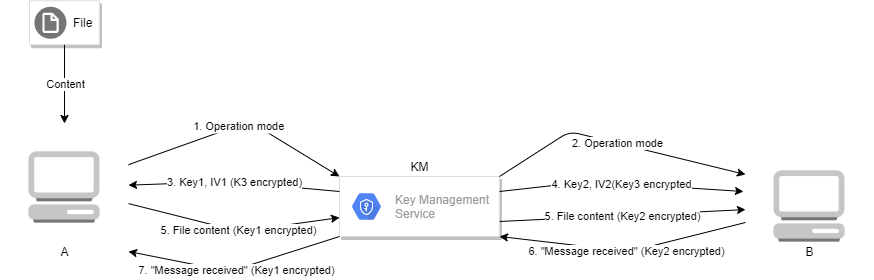 File
Content
1. Operation mode
2. Operation mode
KM
3. Key1, IV1 (K3 encrypted)
4. Key2, IV2(Key3 encrypted
Key Management
Service
5. File content (Key1 encrypted)
5. File content (Key2 encrypted)
A
6. "Message received" (Key2 encrypted)
B
7. "Message received" (Key1 encrypted)